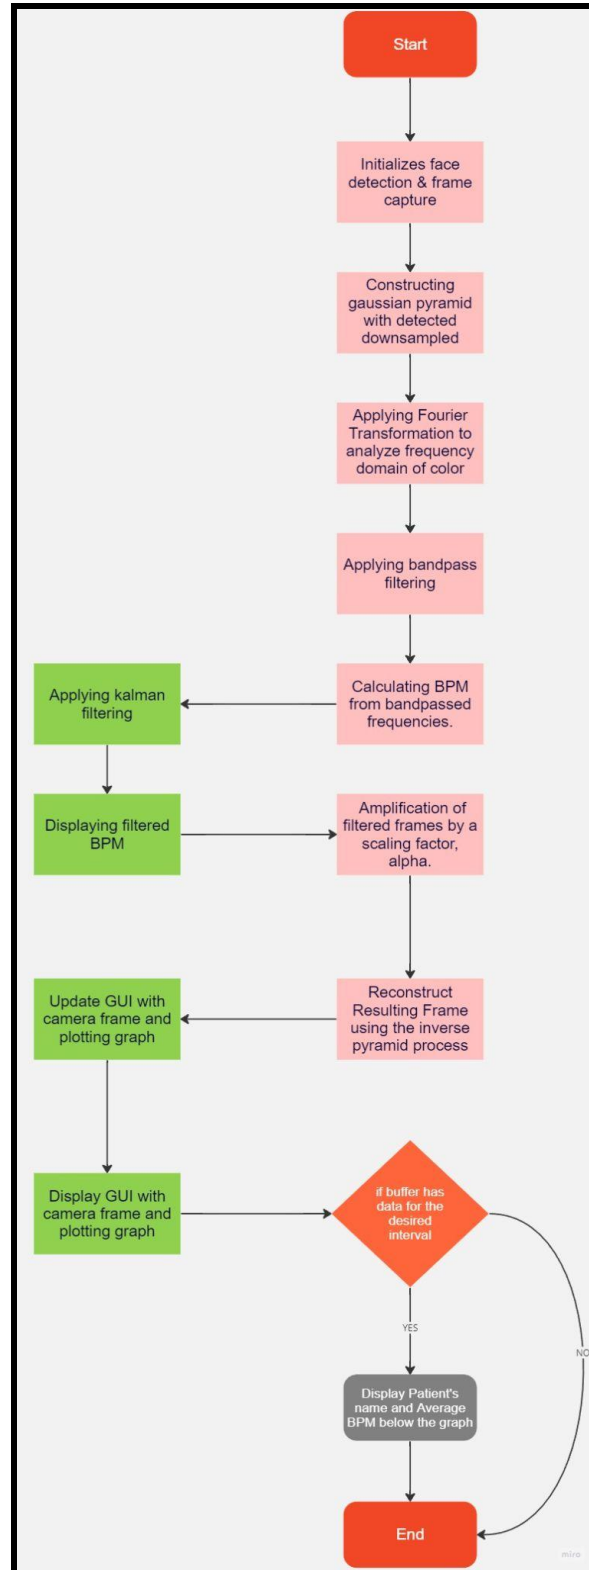 Start
Initializes face
detection & frame
capture
Constructing
gaussian pyramid
with detected
downsampled
Applying Fourier
Transformation to
analyze frequency
domain of color
Applying bandpass
filtering
Calculating BPM
from bandpassed
frequencies.
Applying kalman
filtering
Displaying filtered
BPM
Amplification of
filtered frames by a
scaling factor,
alpha.
Reconstruct
Resulting Frame
using the inverse
pyramid process
Update GUI with
camera frame and
plotting graph
Display GUI with
camera frame and
plotting graph
if buffer has
data for the
desired
interval
YES
NO
Display Patient's
name and Average
BPM below the graph
End
miro